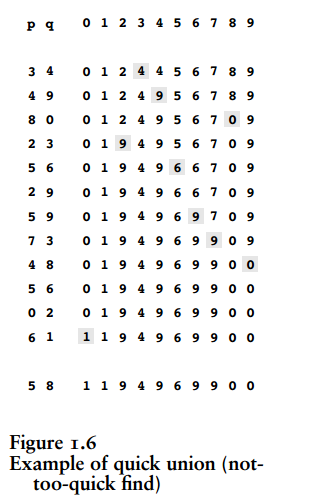 p q 0 1 2 3 4 5 6 7 8 9
3 4 0 1 2 4 4 5 6 7 8 9
4 9 0 1 2 4 9 5 6 7 8 9
8 0 0 1 2 4 9 5 6 7 0 9
2 3 0 1 9 4 9 5 6 7 0 9
5 6 0 1 9 4 9 6 6 7 0 9
2 9 0 1 9 4 9 6 6 7 0 9
5 9 0 1 9 4 9 6 9 7 0 9
7 3 0 1 9 4 9 6 9 9 0 9
4 8 0 1 9 4 9 6 9 9 0 0
5 6 0 1 9 4 9 6 9 9 0 0
0 2 0 1 9 4 9 6 9 9 0 0
6 1 1 1 9 4 9 6 9 9 0 0
5 8 1 1 9 4 9 6 9 9 0 0
Figure 1.6
Example of quick union (not-
too-quick find)